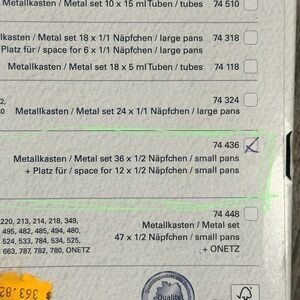 Metallkasten / Metal set 10 x 15 ml Tuben / tubes 74 510
Metallkasten / Metal set 18 x 1/1 Näpfchen / large pans 74 318
Platz für / space for 6 x 1/1 Näpfchen / large pans
Metallkasten / Metal set 18 x 5 ml Tuben / tubes 74 118
74 324
Metallkasten / Metal set 24 x 1/1 Näpfchen / large pans
74 436
Metallkasten / Metal set 36 x 1/2 Näpfchen / small pans
+ Platz für / space for 12 x 1/2 Näpfchen / small pans
74 448
220, 213, 214, 218, 349,
495, 482, 485, 494, 480,
524, 533, 784, 534, 525,
663, 787, 782, 780, ONETZ
Metallkasten / Metal set
47 x 1/2 Näpfchen / small pans
+ ONETZ
Quality
FSC